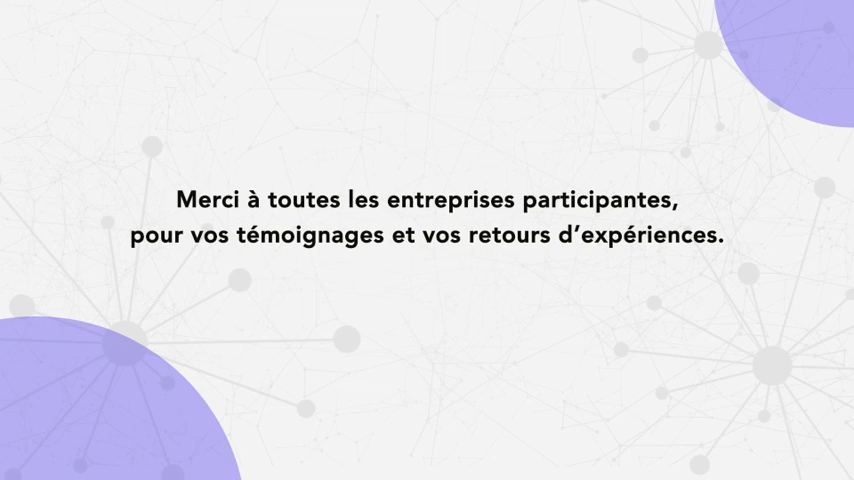 Merci à toutes les entreprises participantes,
pour vos témoignages et vos retours d’expériences.